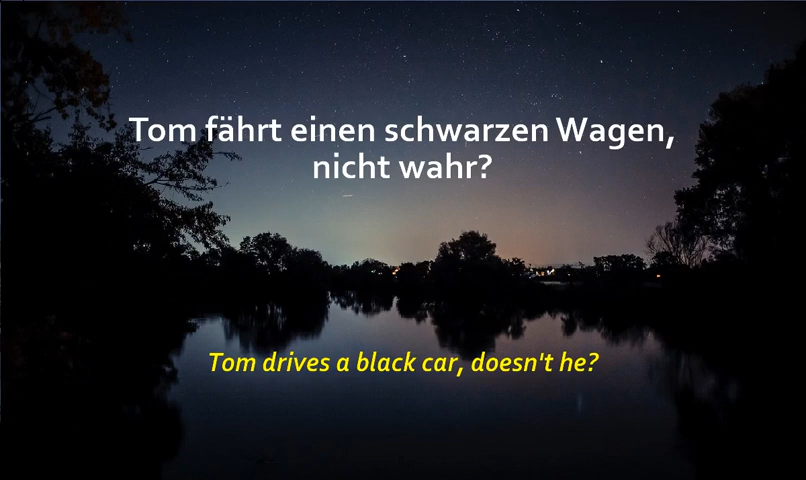 Tom fährt einen schwarzen Wagen,
nicht wahr?
Tom drives a black car, doesn't he?